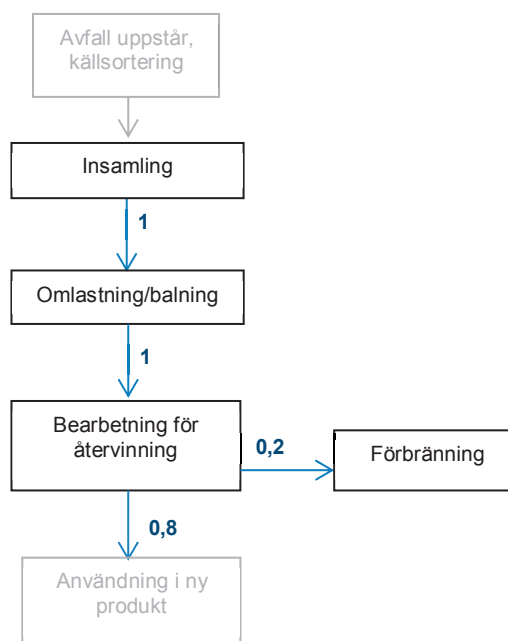 Avfall uppstår,
källsortering
Insamling
1
Omlastning/balning
1
Bearbetning för
återvinning
0,2
Förbränning
0,8
Användning i ny
produkt